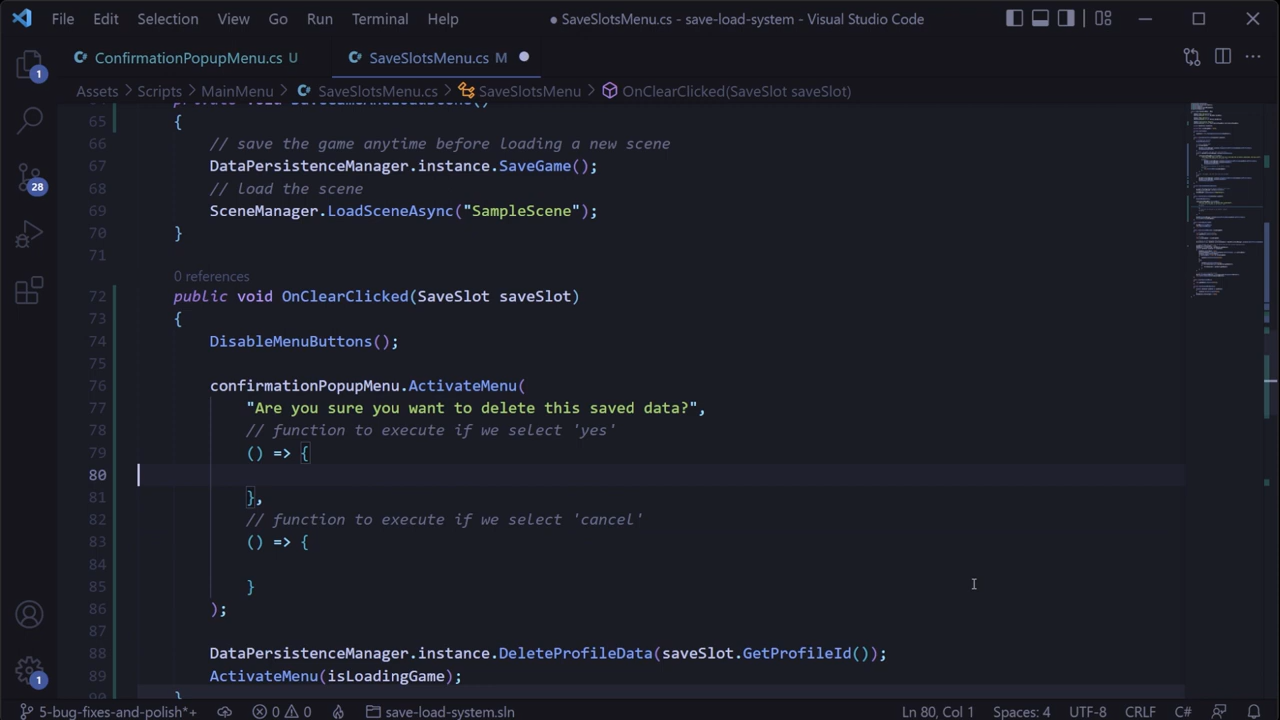 File Edit Selection View Go Run Terminal Help
● SaveSlotsMenu.cs - save-load-system - Visual Studio Code
ConfirmationPopupMenu.cs U
SaveSlotsMenu.cs M
Assets > Scripts > MainMenu > SaveSlotsMenu.cs > SaveSlotsMenu > OnClearClicked(SaveSlot saveSlot)
65 {
66 // save the game anytime before loading a new scene
67 DataPersistenceManager.instance.SaveGame();
68 // load the scene
69 SceneManager.LoadSceneAsync("SampleScene");
70 }
71
0 references
72 public void OnClearClicked(SaveSlot saveSlot)
73 {
74 DisableMenuButtons();
75
76 confirmationPopupMenu.ActivateMenu(
77 "Are you sure you want to delete this saved data?",
78 // function to execute if we select 'yes'
79 () => {
80
81 },
82 // function to execute if we select 'cancel'
83 () => {
84
85 }
86 );
87
88 DataPersistenceManager.instance.DeleteProfileData(saveSlot.GetProfileId());
89 ActivateMenu(isLoadingGame);
90 }
1
28
1
5-bug-fixes-and-polish*+ 0 0 save-load-system.sln Ln 80, Col 1 Spaces: 4 UTF-8 CRLF C#